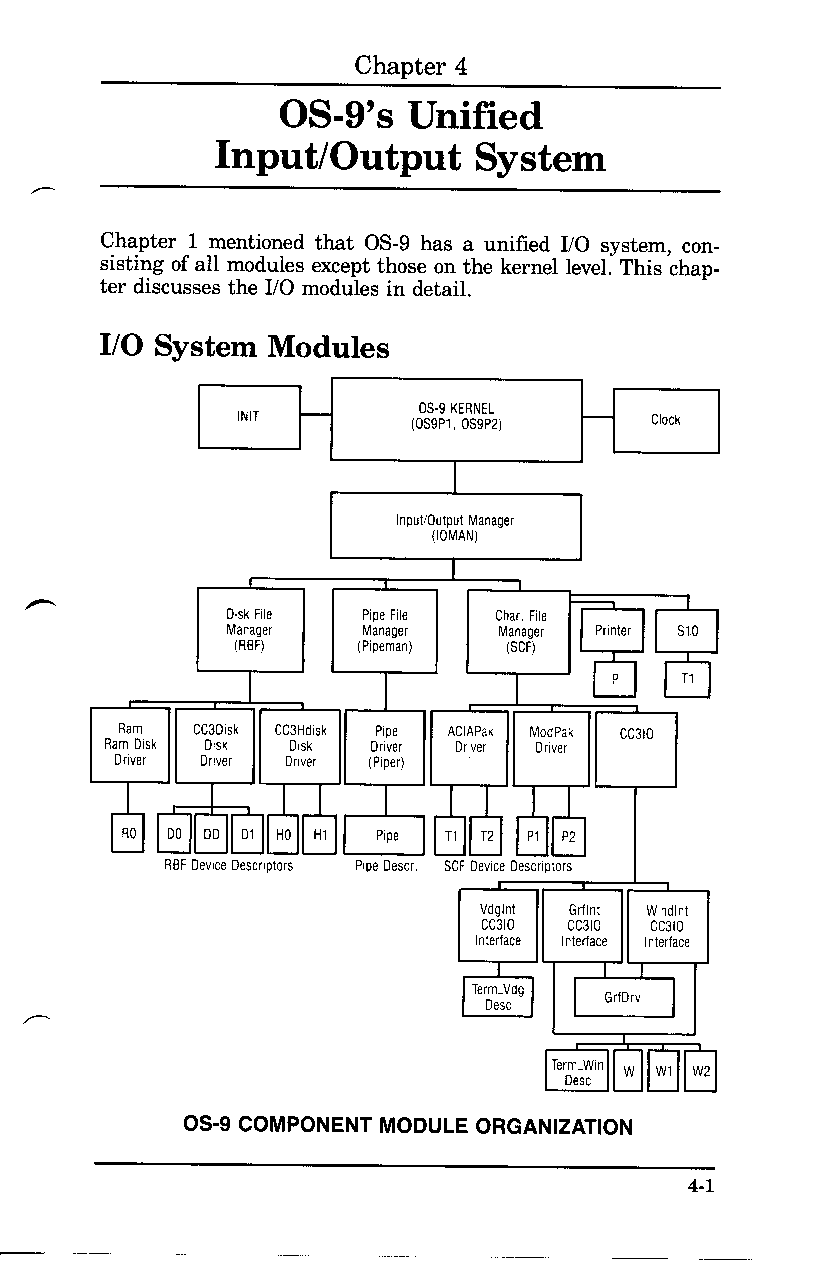 Chapter 4
OS-9's Unified
Input/Output System
Chapter 1 mentioned that OS-9 has a unified I/O system, con-
sisting of all modules except those on the kernel level. This chap-
ter discusses the I/O modules in detail.
I/O System Modules
INIT
OS-9 KERNEL
(OS9P1, OS9P2)
Clock
Input/Output Manager
(IOMAN)
Disk File
Manager
(RBF)
Pipe File
Manager
(Pipeman)
Char. File
Manager
(SCF)
Printer
SIO
P
T1
Ram
Ram Disk
Driver
CC3Disk
Disk
Driver
CC3Hdisk
Disk
Driver
Pipe
Driver
(Piper)
ACIAPak
Driver
ModPak
Driver
CC3IO
R0
D0
DD
D1
H0
H1
Pipe
T1
T2
P1
P2
RBF Device Descriptors
Pipe Descr.
SCF Device Descriptors
VdgInt
CC3IO
Interface
GrfInt
CC3IO
Interface
WindInt
CC3IO
Interface
Term_Vdg
Desc
GrfDrv
Term_Win
Desc
W
W1
W2
OS-9 COMPONENT MODULE ORGANIZATION
4-1